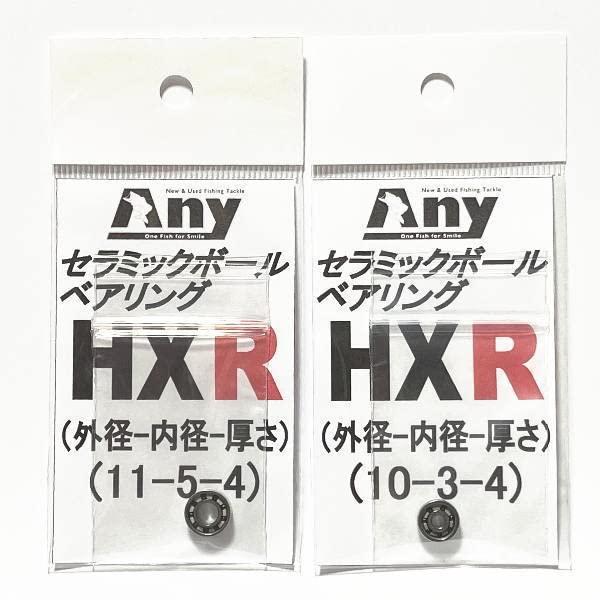 New & Used Fishing Tackle
Any
One Fish for Smile
セラミックボール
ベアリング
HXR
(外径-内径-厚さ)
(11-5-4)
New & Used Fishing Tackle
Any
One Fish for Smile
セラミックボール
ベアリング
HXR
(外径-内径-厚さ)
(10-3-4)